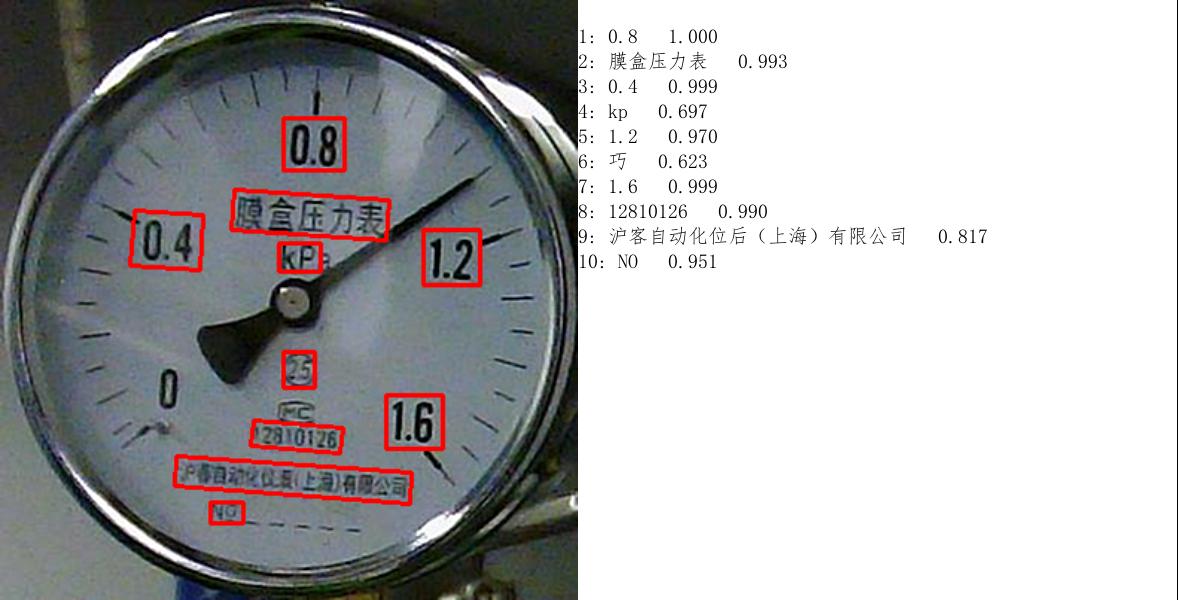 0.8
膜盒压力表
0.4
kPa
1.2
2.5
0
MC
1.6
12810126
自动化仪(上海)有限公司
NO
1: 0.8 1.000
2: 膜盒压力表 0.993
3: 0.4 0.999
4: kp 0.697
5: 1.2 0.970
6: 巧 0.623
7: 1.6 0.999
8: 12810126 0.990
9: 沪客自动化位后（上海）有限公司 0.817
10: NO 0.951